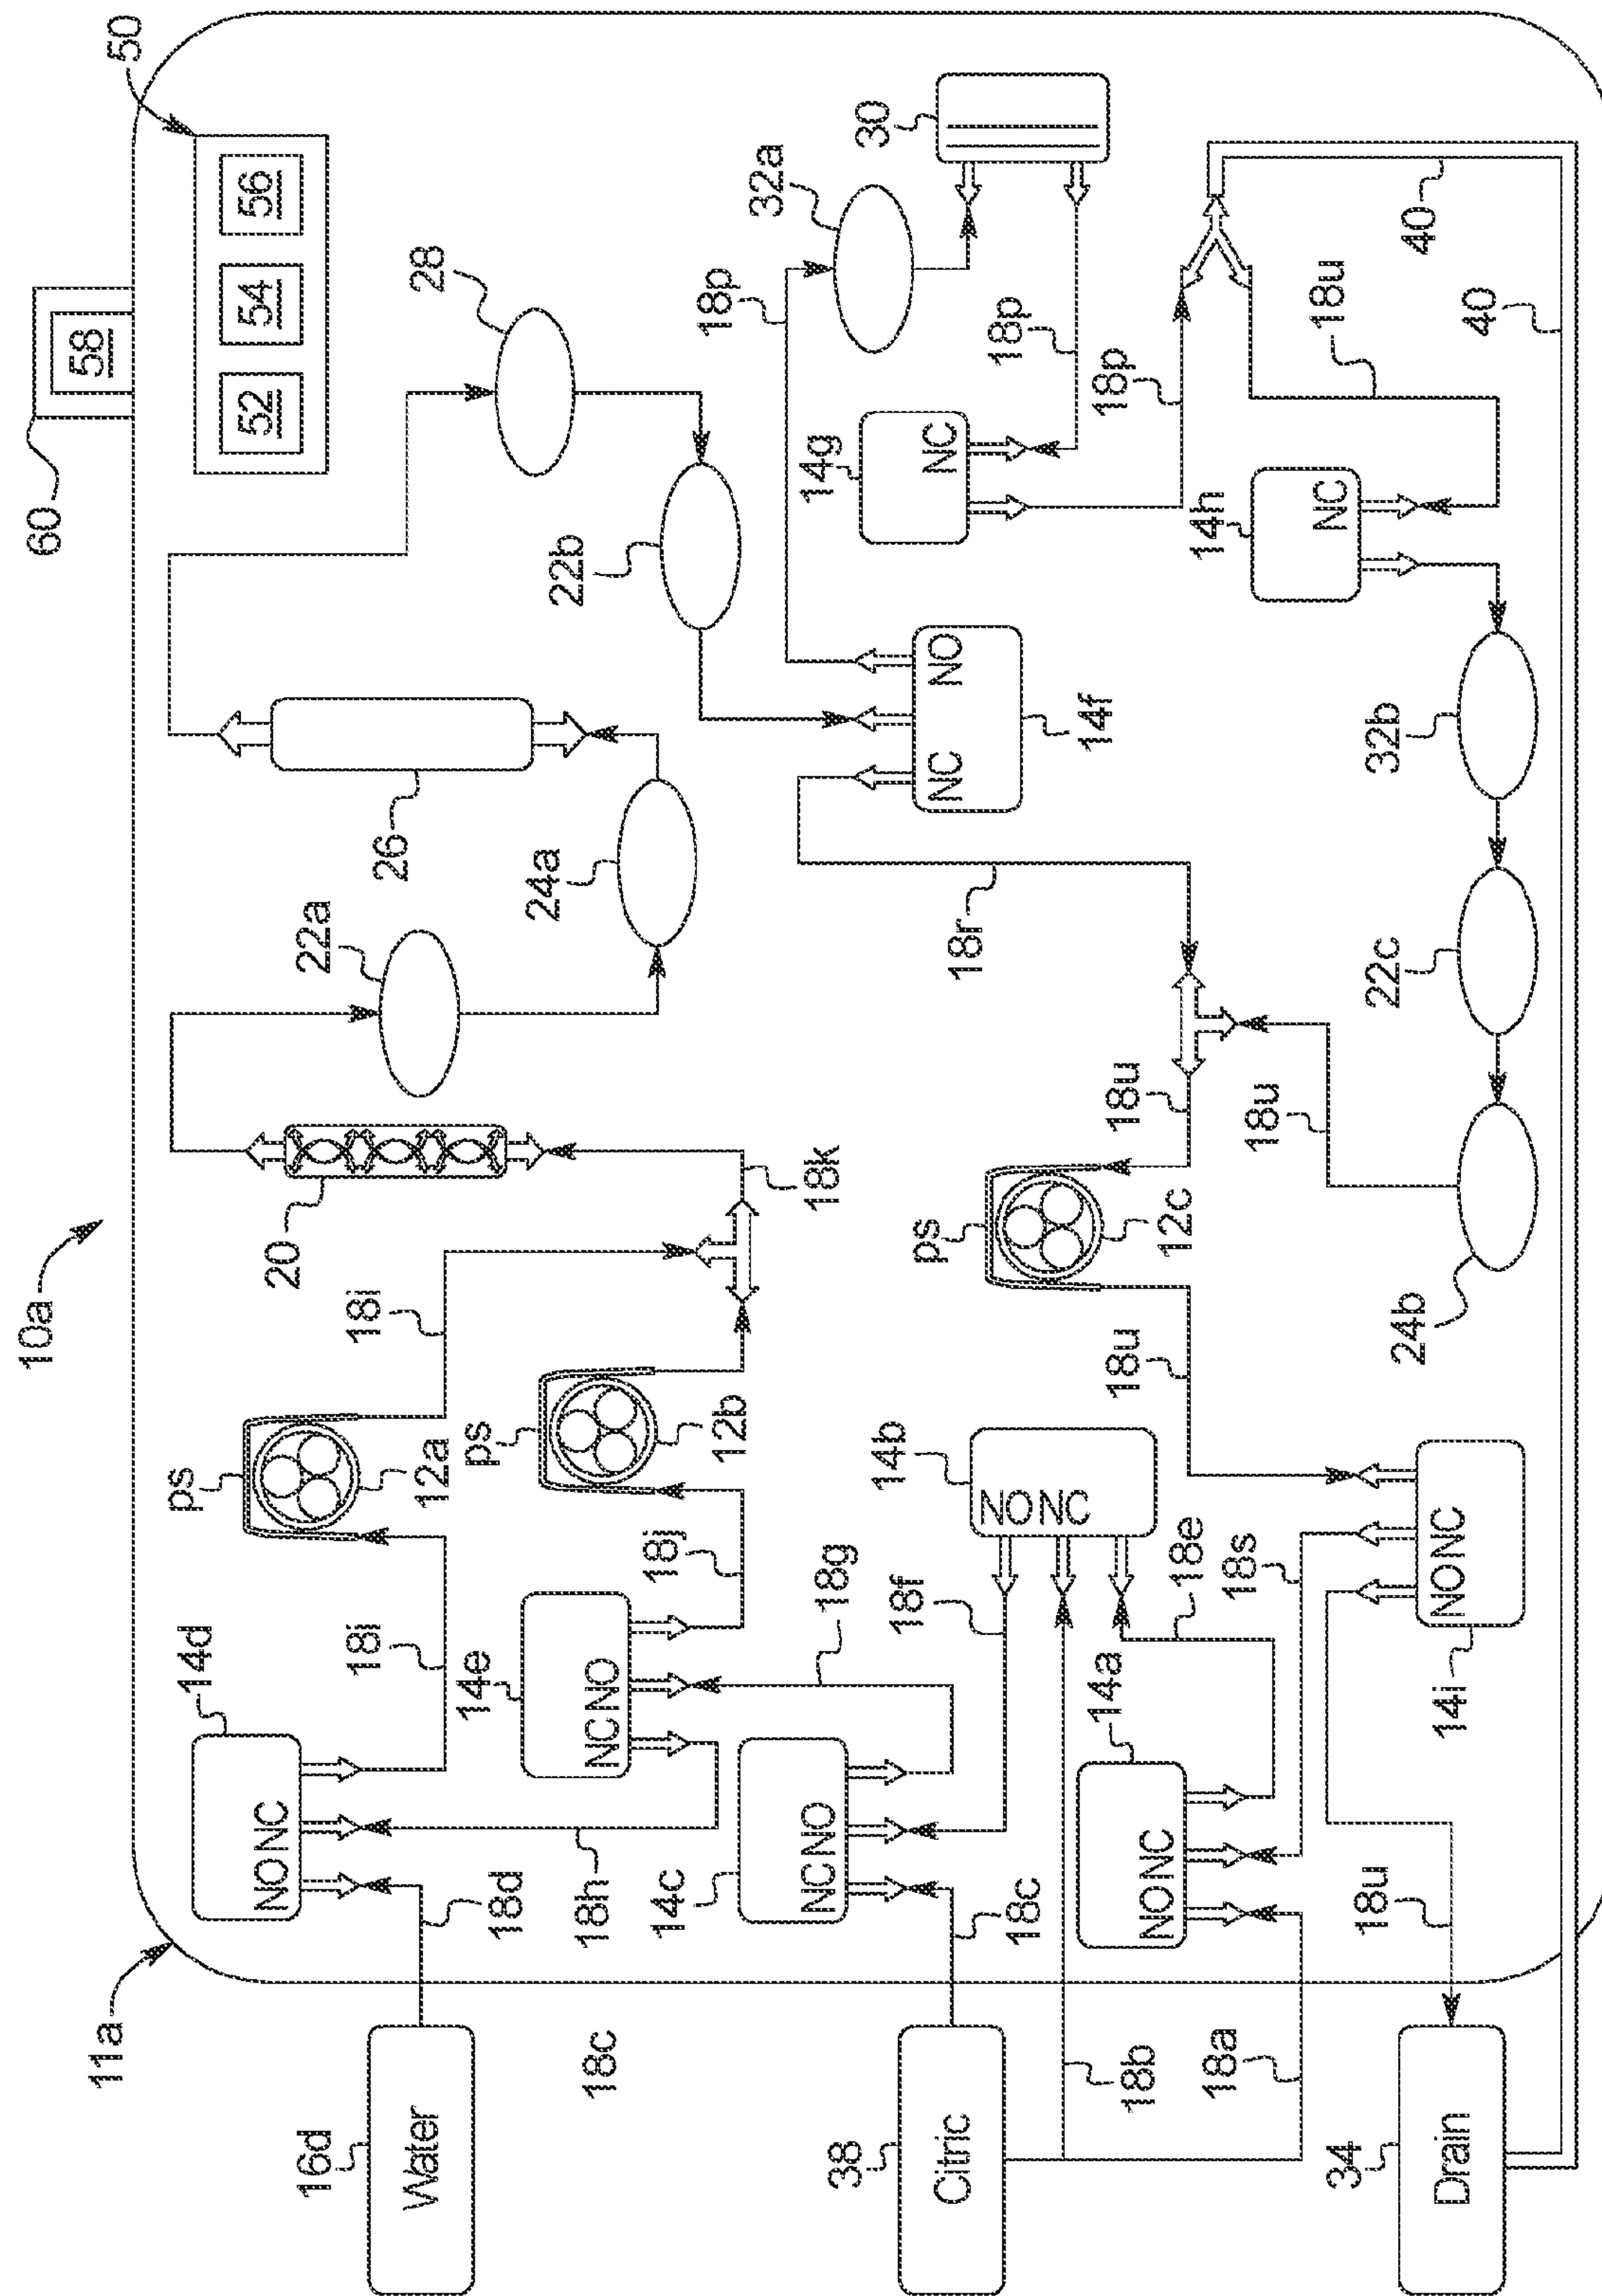 10a
11a
60
58
50
52 54 56
28
22b
26
24a
22a
20
ps
12a
18i
18i
14d
NO NC
18d
16d
Water
18h
18c
14e
NC NO
18j
ps
12b
18k
18g
14c
NC NO
18c
38
Citric
18f
14b
NO NC
18e
14a
NO NC
18b
18a
18s
14i
NO NC
18u
34
Drain
18u
ps
12c
18u
18u
18r
14f
NC NO
18p
32a
30
18p
14g
NC
18p
14h
NC
18u
40
40
32b
22c
24b